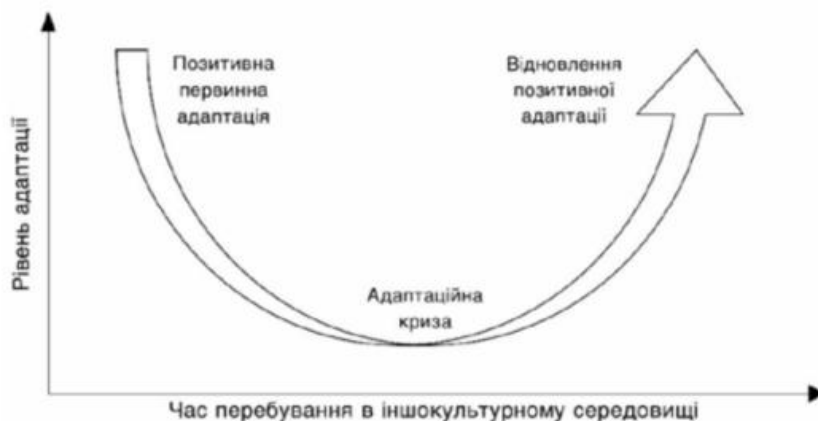 Позитивна
первинна
адаптація
Відновлення
позитивної
адаптації
Рівень адаптації
Адаптаційна
криза
Час перебування в іншокультурному середовищі